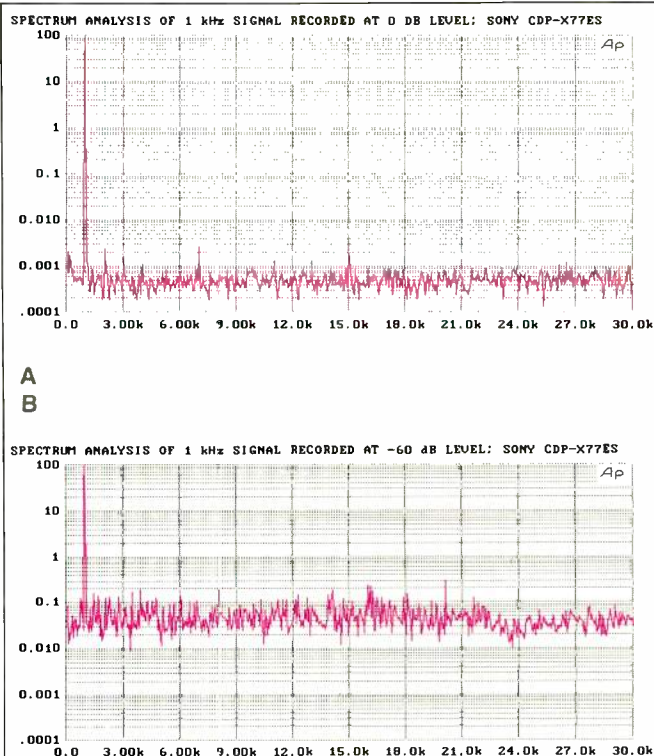 SPECTRUM ANALYSIS OF 1 kHz SIGNAL RECORDED AT 0 DB LEVEL; SONY CDP-X77ES
Ap
100
10
1
0.1
0.010
0.001
.0001
0.0 3.00k 6.00k 9.00k 12.0k 15.0k 18.0k 21.0k 24.0k 27.0k 30.0k
A
B
SPECTRUM ANALYSIS OF 1 kHz SIGNAL RECORDED AT -60 dB LEVEL; SONY CDP-X77ES
Ap
100
10
1
0.1
0.010
0.001
.0001
0.0 3.00k 6.00k 9.00k 12.0k 15.0k 18.0k 21.0k 24.0k 27.0k 30.0k